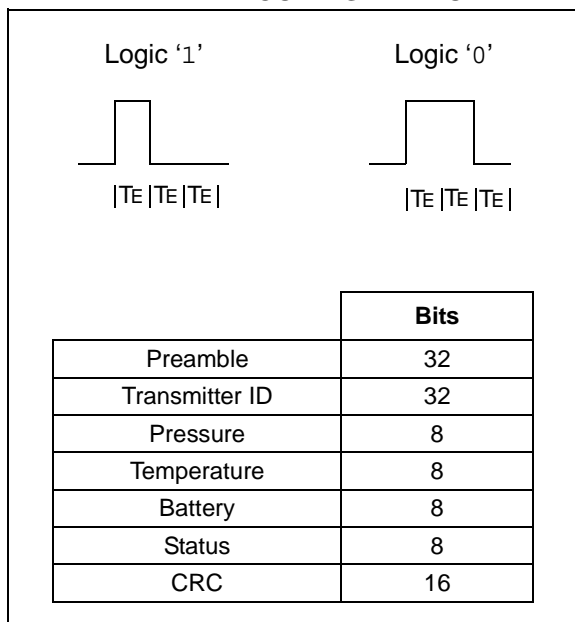 Logic ‘1’ Logic ‘0’
|TE|TE|TE| |TE|TE|TE|
Bits
Preamble 32
Transmitter ID 32
Pressure 8
Temperature 8
Battery 8
Status 8
CRC 16